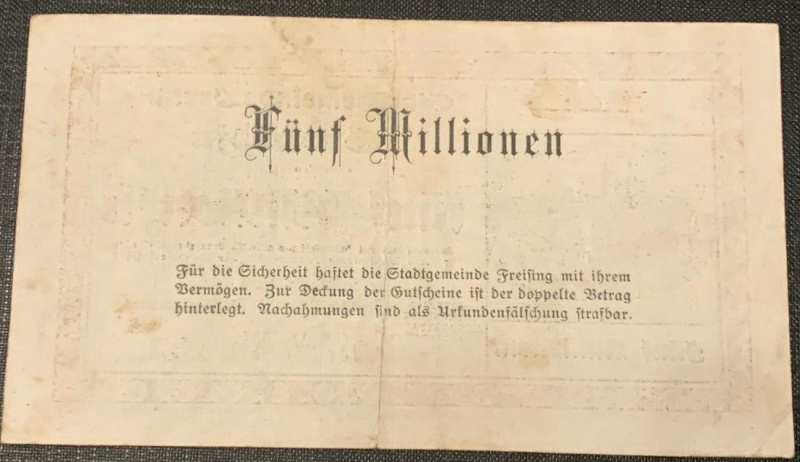 Fünf Millionen
Für die Sicherheit haftet die Stadtgemeinde Freising mit ihrem
Vermögen. Zur Deckung der Gutscheine ist der doppelte Betrag
hinterlegt. Nachahmungen sind als Urkundenfälschung strafbar.